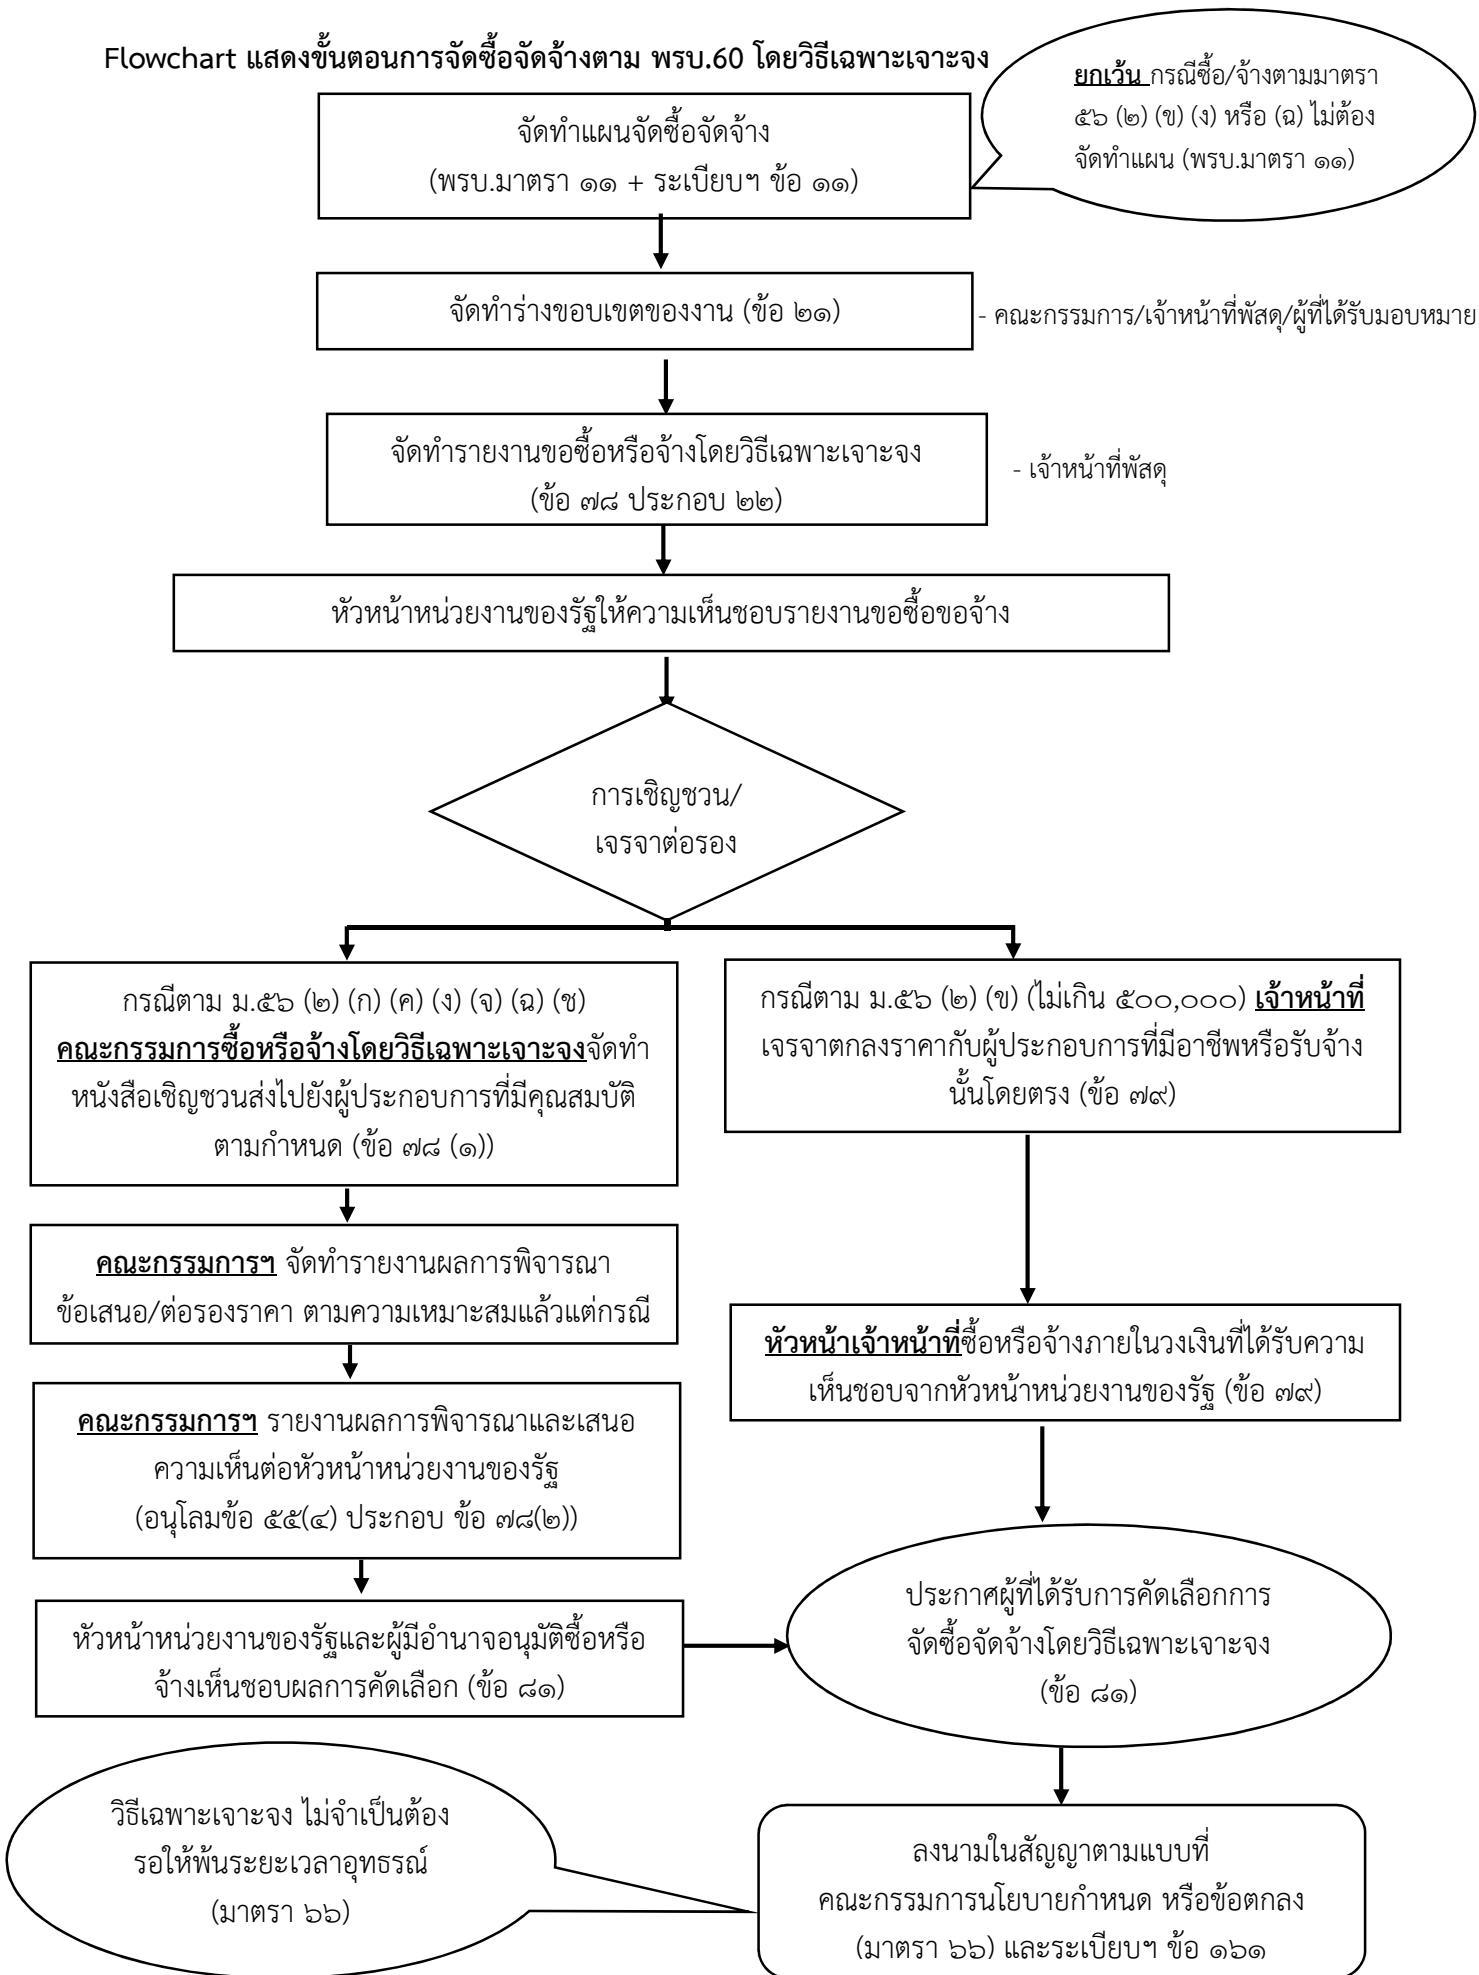 Flowchart แสดงขั้นตอนการจัดซื้อจัดจ้างตาม พรบ.60 โดยวิธีเฉพาะเจาะจง
ยกเว้น กรณีซื้อ/จ้างตามมาตรา
๕๖ (๒) (ข) (ง) หรือ (ฉ) ไม่ต้อง
จัดทำแผน (พรบ.มาตรา ๑๑)
จัดทำแผนจัดซื้อจัดจ้าง
(พรบ.มาตรา ๑๑ + ระเบียบฯ ข้อ ๑๑)
จัดทำร่างขอบเขตของงาน (ข้อ ๒๑)
- คณะกรรมการ/เจ้าหน้าที่พัสดุ/ผู้ที่ได้รับมอบหมาย
จัดทำรายงานขอซื้อหรือจ้างโดยวิธีเฉพาะเจาะจง
(ข้อ ๗๘ ประกอบ ๒๒)
- เจ้าหน้าที่พัสดุ
หัวหน้าหน่วยงานของรัฐให้ความเห็นชอบรายงานขอซื้อขอจ้าง
การเชิญชวน/
เจรจาต่อรอง
กรณีตาม ม.๕๖ (๒) (ก) (ค) (ง) (จ) (ฉ) (ช)
คณะกรรมการซื้อหรือจ้างโดยวิธีเฉพาะเจาะจงจัดทำ
หนังสือเชิญชวนส่งไปยังผู้ประกอบการที่มีคุณสมบัติ
ตามกำหนด (ข้อ ๗๘ (๑))
กรณีตาม ม.๕๖ (๒) (ข) (ไม่เกิน ๕๐๐,๐๐๐) เจ้าหน้าที่
เจรจาตกลงราคากับผู้ประกอบการที่มีอาชีพหรือรับจ้าง
นั้นโดยตรง (ข้อ ๗๙)
คณะกรรมการฯ จัดทำรายงานผลการพิจารณา
ข้อเสนอ/ต่อรองราคา ตามความเหมาะสมแล้วแต่กรณี
หัวหน้าเจ้าหน้าที่ซื้อหรือจ้างภายในวงเงินที่ได้รับความ
เห็นชอบจากหัวหน้าหน่วยงานของรัฐ (ข้อ ๗๙)
คณะกรรมการฯ รายงานผลการพิจารณาและเสนอ
ความเห็นต่อหัวหน้าหน่วยงานของรัฐ
(อนุโลมข้อ ๕๕(๔) ประกอบ ข้อ ๗๘(๒))
หัวหน้าหน่วยงานของรัฐและผู้มีอำนาจอนุมัติซื้อหรือ
จ้างเห็นชอบผลการคัดเลือก (ข้อ ๘๑)
ประกาศผู้ที่ได้รับการคัดเลือกการ
จัดซื้อจัดจ้างโดยวิธีเฉพาะเจาะจง
(ข้อ ๘๑)
วิธีเฉพาะเจาะจง ไม่จำเป็นต้อง
รอให้พ้นระยะเวลาอุทธรณ์
(มาตรา ๖๖)
ลงนามในสัญญาตามแบบที่
คณะกรรมการนโยบายกำหนด หรือข้อตกลง
(มาตรา ๖๖) และระเบียบฯ ข้อ ๑๖๑